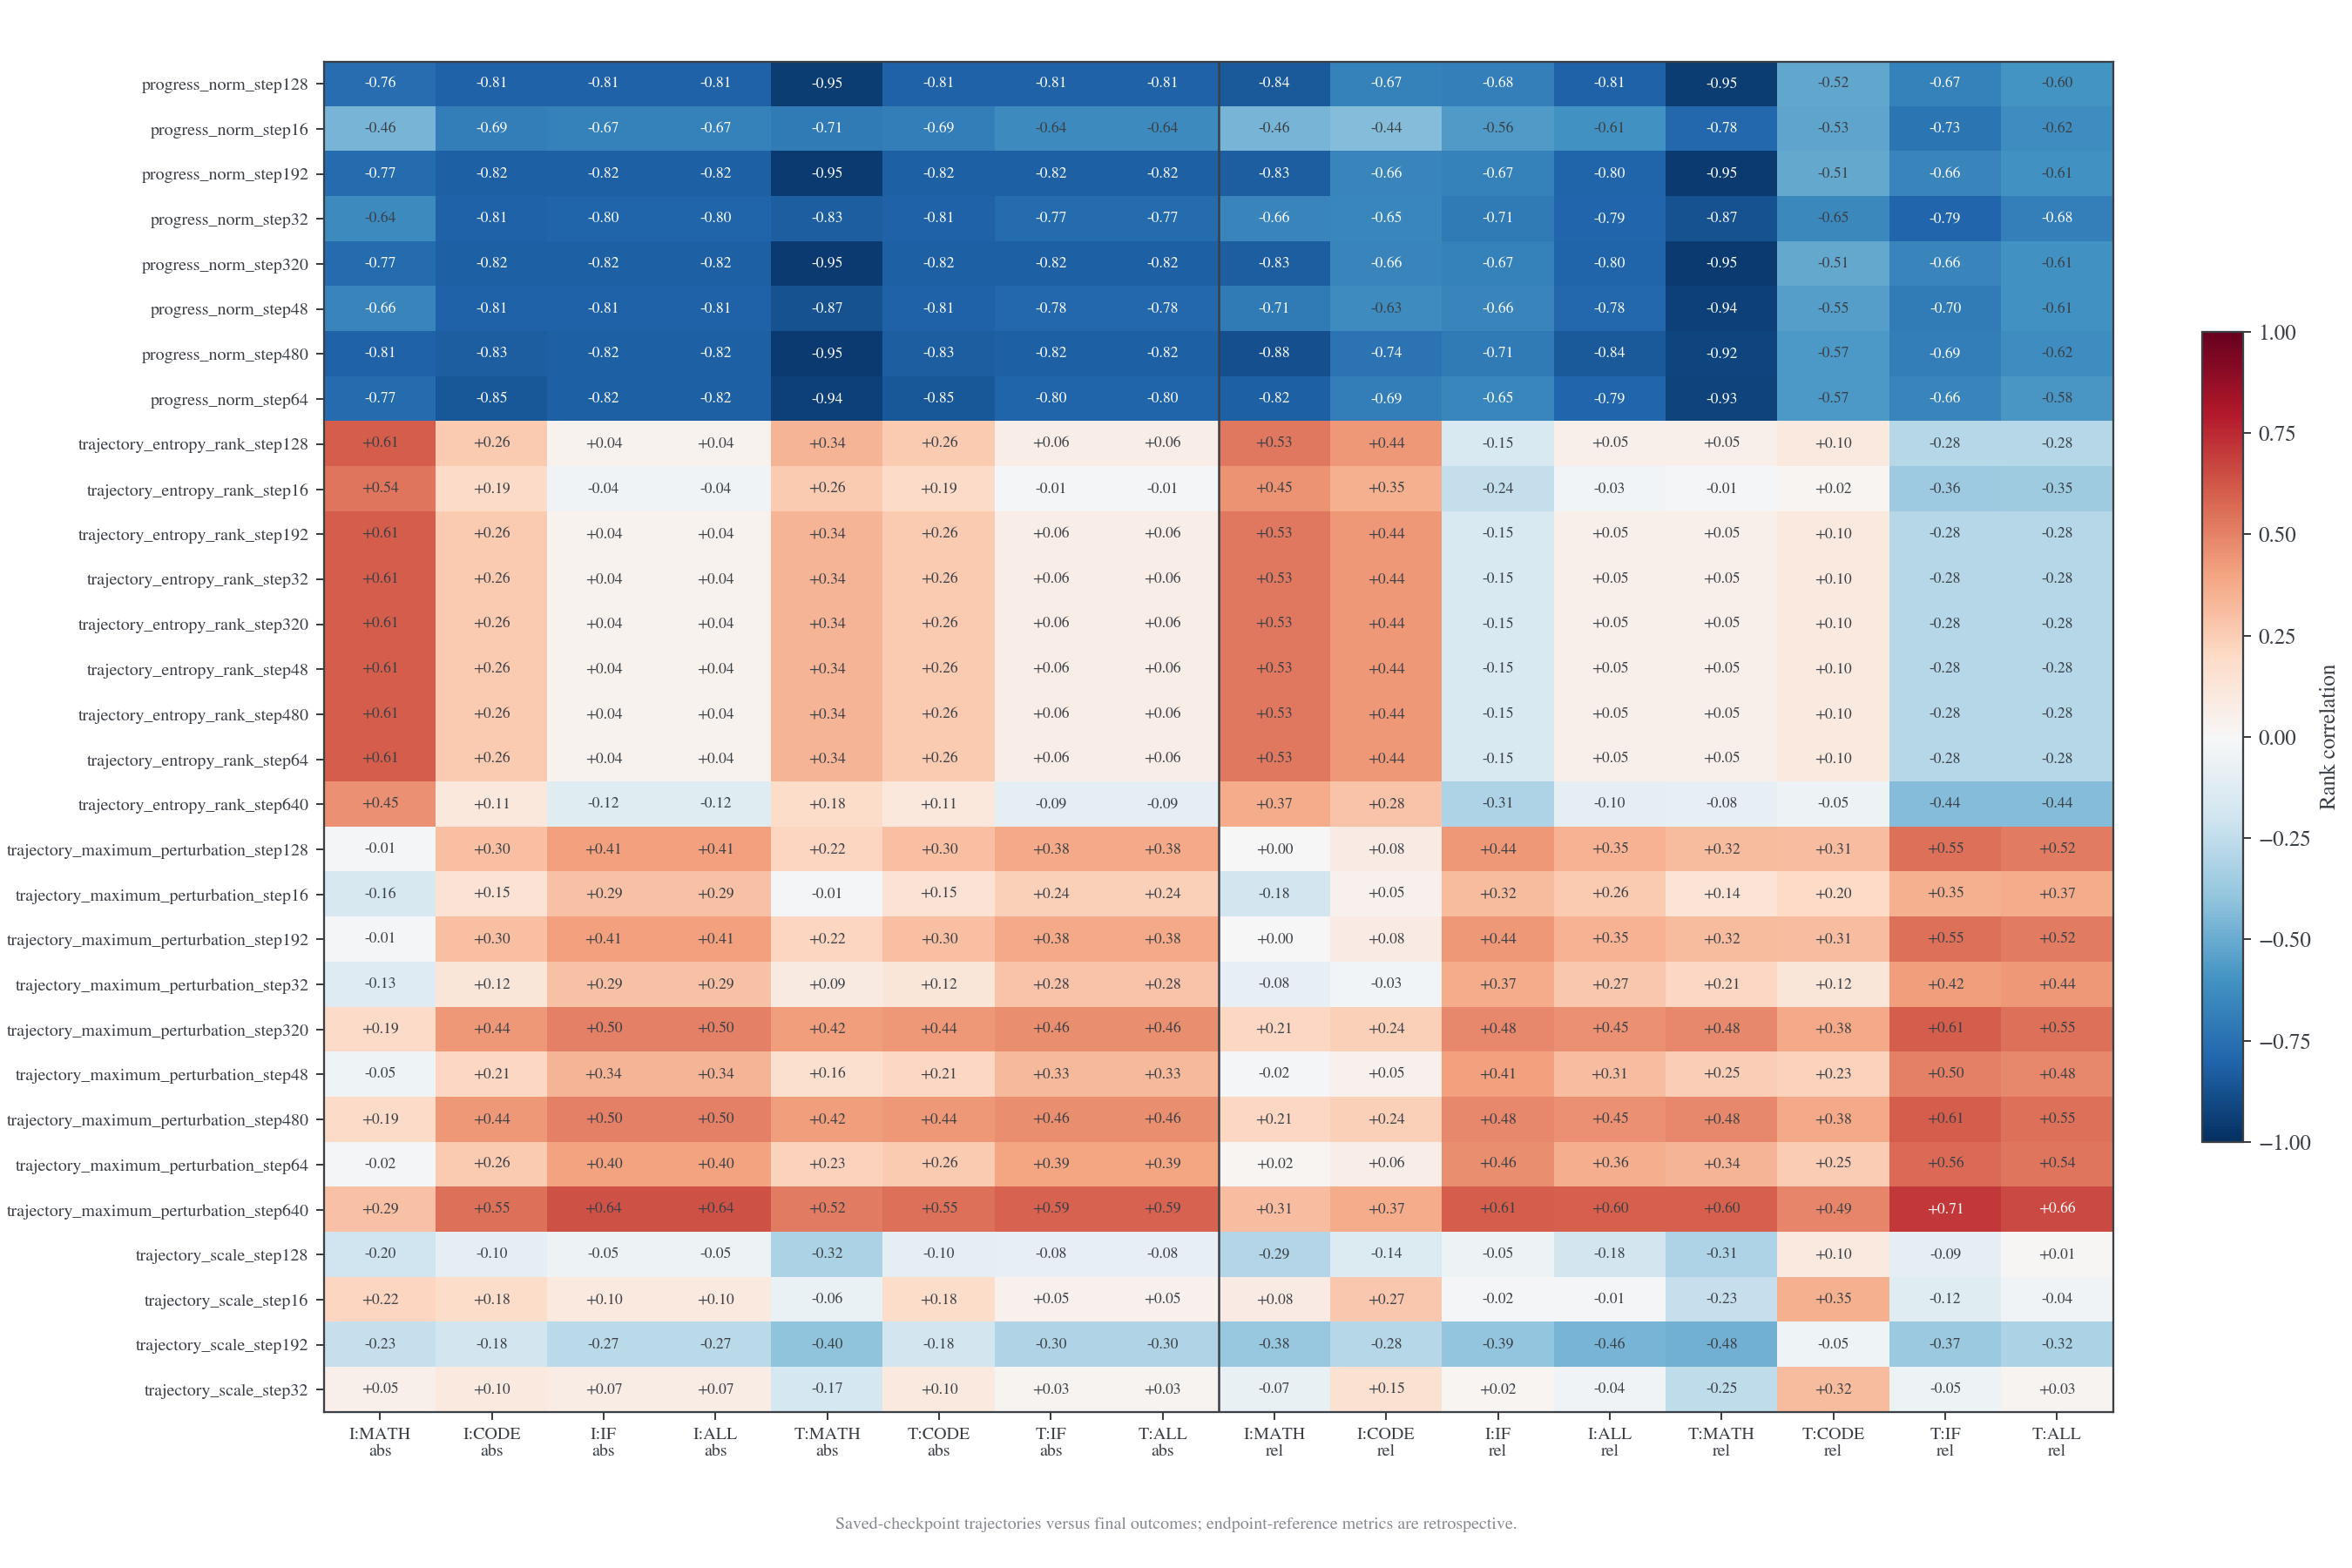 progress_norm_step128 -0.76 -0.81 -0.81 -0.81 -0.95 -0.81 -0.81 -0.81 -0.84 -0.67 -0.68 -0.81 -0.95 -0.52 -0.67 -0.60
progress_norm_step16 -0.46 -0.69 -0.67 -0.67 -0.71 -0.69 -0.64 -0.64 -0.46 -0.44 -0.56 -0.61 -0.78 -0.53 -0.73 -0.62
progress_norm_step192 -0.77 -0.82 -0.82 -0.82 -0.95 -0.82 -0.82 -0.82 -0.83 -0.66 -0.67 -0.80 -0.95 -0.51 -0.66 -0.61
progress_norm_step32 -0.64 -0.81 -0.80 -0.80 -0.83 -0.81 -0.77 -0.77 -0.66 -0.65 -0.71 -0.79 -0.87 -0.65 -0.79 -0.68
progress_norm_step320 -0.77 -0.82 -0.82 -0.82 -0.95 -0.82 -0.82 -0.82 -0.83 -0.66 -0.67 -0.80 -0.95 -0.51 -0.66 -0.61
progress_norm_step48 -0.66 -0.81 -0.81 -0.81 -0.87 -0.81 -0.78 -0.78 -0.71 -0.63 -0.66 -0.78 -0.94 -0.55 -0.70 -0.61
progress_norm_step480 -0.81 -0.83 -0.82 -0.82 -0.95 -0.83 -0.82 -0.82 -0.88 -0.74 -0.71 -0.84 -0.92 -0.57 -0.69 -0.62
progress_norm_step64 -0.77 -0.85 -0.82 -0.82 -0.94 -0.85 -0.80 -0.80 -0.82 -0.69 -0.65 -0.79 -0.93 -0.57 -0.66 -0.58
trajectory_entropy_rank_step128 +0.61 +0.26 +0.04 +0.04 +0.34 +0.26 +0.06 +0.06 +0.53 +0.44 -0.15 +0.05 +0.05 +0.10 -0.28 -0.28
trajectory_entropy_rank_step16 +0.54 +0.19 -0.04 -0.04 +0.26 +0.19 -0.01 -0.01 +0.45 +0.35 -0.24 -0.03 -0.01 +0.02 -0.36 -0.35
trajectory_entropy_rank_step192 +0.61 +0.26 +0.04 +0.04 +0.34 +0.26 +0.06 +0.06 +0.53 +0.44 -0.15 +0.05 +0.05 +0.10 -0.28 -0.28
trajectory_entropy_rank_step32 +0.61 +0.26 +0.04 +0.04 +0.34 +0.26 +0.06 +0.06 +0.53 +0.44 -0.15 +0.05 +0.05 +0.10 -0.28 -0.28
trajectory_entropy_rank_step320 +0.61 +0.26 +0.04 +0.04 +0.34 +0.26 +0.06 +0.06 +0.53 +0.44 -0.15 +0.05 +0.05 +0.10 -0.28 -0.28
trajectory_entropy_rank_step48 +0.61 +0.26 +0.04 +0.04 +0.34 +0.26 +0.06 +0.06 +0.53 +0.44 -0.15 +0.05 +0.05 +0.10 -0.28 -0.28
trajectory_entropy_rank_step480 +0.61 +0.26 +0.04 +0.04 +0.34 +0.26 +0.06 +0.06 +0.53 +0.44 -0.15 +0.05 +0.05 +0.10 -0.28 -0.28
trajectory_entropy_rank_step64 +0.61 +0.26 +0.04 +0.04 +0.34 +0.26 +0.06 +0.06 +0.53 +0.44 -0.15 +0.05 +0.05 +0.10 -0.28 -0.28
trajectory_entropy_rank_step640 +0.45 +0.11 -0.12 -0.12 +0.18 +0.11 -0.09 -0.09 +0.37 +0.28 -0.31 -0.10 -0.08 -0.05 -0.44 -0.44
trajectory_maximum_perturbation_step128 -0.01 +0.30 +0.41 +0.41 +0.22 +0.30 +0.38 +0.38 +0.00 +0.08 +0.44 +0.35 +0.32 +0.31 +0.55 +0.52
trajectory_maximum_perturbation_step16 -0.16 +0.15 +0.29 +0.29 -0.01 +0.15 +0.24 +0.24 -0.18 +0.05 +0.32 +0.26 +0.14 +0.20 +0.35 +0.37
trajectory_maximum_perturbation_step192 -0.01 +0.30 +0.41 +0.41 +0.22 +0.30 +0.38 +0.38 +0.00 +0.08 +0.44 +0.35 +0.32 +0.31 +0.55 +0.52
trajectory_maximum_perturbation_step32 -0.13 +0.12 +0.29 +0.29 +0.09 +0.12 +0.28 +0.28 -0.08 -0.03 +0.37 +0.27 +0.21 +0.12 +0.42 +0.44
trajectory_maximum_perturbation_step320 +0.19 +0.44 +0.50 +0.50 +0.42 +0.44 +0.46 +0.46 +0.21 +0.24 +0.48 +0.45 +0.48 +0.38 +0.61 +0.55
trajectory_maximum_perturbation_step48 -0.05 +0.21 +0.34 +0.34 +0.16 +0.21 +0.33 +0.33 -0.02 +0.05 +0.41 +0.31 +0.25 +0.23 +0.50 +0.48
trajectory_maximum_perturbation_step480 +0.19 +0.44 +0.50 +0.50 +0.42 +0.44 +0.46 +0.46 +0.21 +0.24 +0.48 +0.45 +0.48 +0.38 +0.61 +0.55
trajectory_maximum_perturbation_step64 -0.02 +0.26 +0.40 +0.40 +0.23 +0.26 +0.39 +0.39 +0.02 +0.06 +0.46 +0.36 +0.34 +0.25 +0.56 +0.54
trajectory_maximum_perturbation_step640 +0.29 +0.55 +0.64 +0.64 +0.52 +0.55 +0.59 +0.59 +0.31 +0.37 +0.61 +0.60 +0.60 +0.49 +0.71 +0.66
trajectory_scale_step128 -0.20 -0.10 -0.05 -0.05 -0.32 -0.10 -0.08 -0.08 -0.29 -0.14 -0.05 -0.18 -0.31 +0.10 -0.09 +0.01
trajectory_scale_step16 +0.22 +0.18 +0.10 +0.10 -0.06 +0.18 +0.05 +0.05 +0.08 +0.27 -0.02 -0.01 -0.23 +0.35 -0.12 -0.04
trajectory_scale_step192 -0.23 -0.18 -0.27 -0.27 -0.40 -0.18 -0.30 -0.30 -0.38 -0.28 -0.39 -0.46 -0.48 -0.05 -0.37 -0.32
trajectory_scale_step32 +0.05 +0.10 +0.07 +0.07 -0.17 +0.10 +0.03 +0.03 -0.07 +0.15 +0.02 -0.04 -0.25 +0.32 -0.05 +0.03
I:MATH I:CODE I:IF I:ALL T:MATH T:CODE T:IF T:ALL I:MATH I:CODE I:IF I:ALL T:MATH T:CODE T:IF T:ALL
abs abs abs abs abs abs abs abs rel rel rel rel rel rel rel rel
1.00
0.75
0.50
0.25
0.00
−0.25
−0.50
−0.75
−1.00
Rank correlation
Saved-checkpoint trajectories versus final outcomes; endpoint-reference metrics are retrospective.